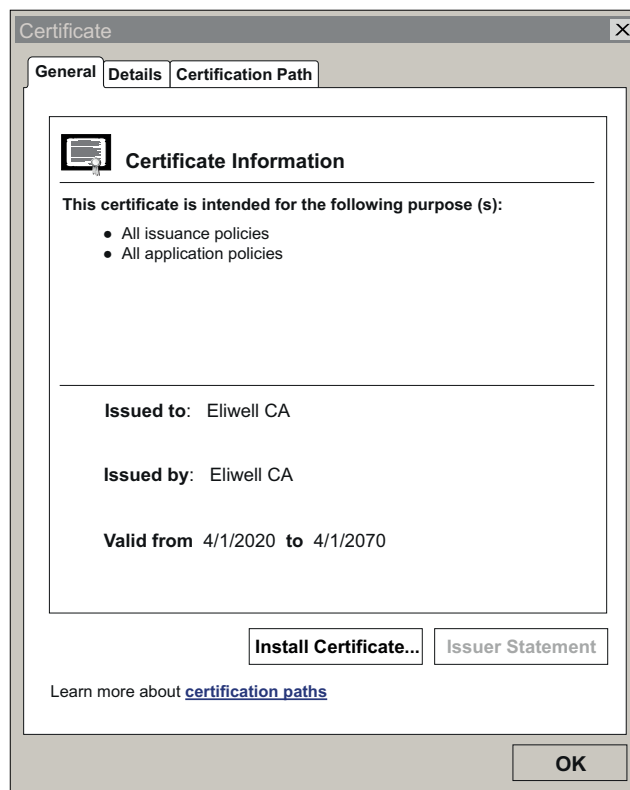 Certificate
General Details Certification Path
Certificate Information
This certificate is intended for the following purpose (s):
● All issuance policies
● All application policies
Issued to: Eliwell CA
Issued by: Eliwell CA
Valid from 4/1/2020 to 4/1/2070
Install Certificate... Issuer Statement
Learn more about certification paths
OK